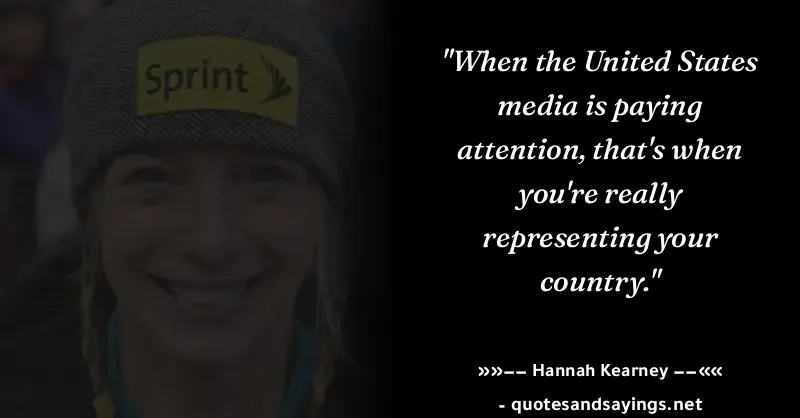 Sprint
"When the United States
media is paying
attention, that's when
you're really
representing your
country."
»»−− Hannah Kearney −−««
- quotesandsayings.net